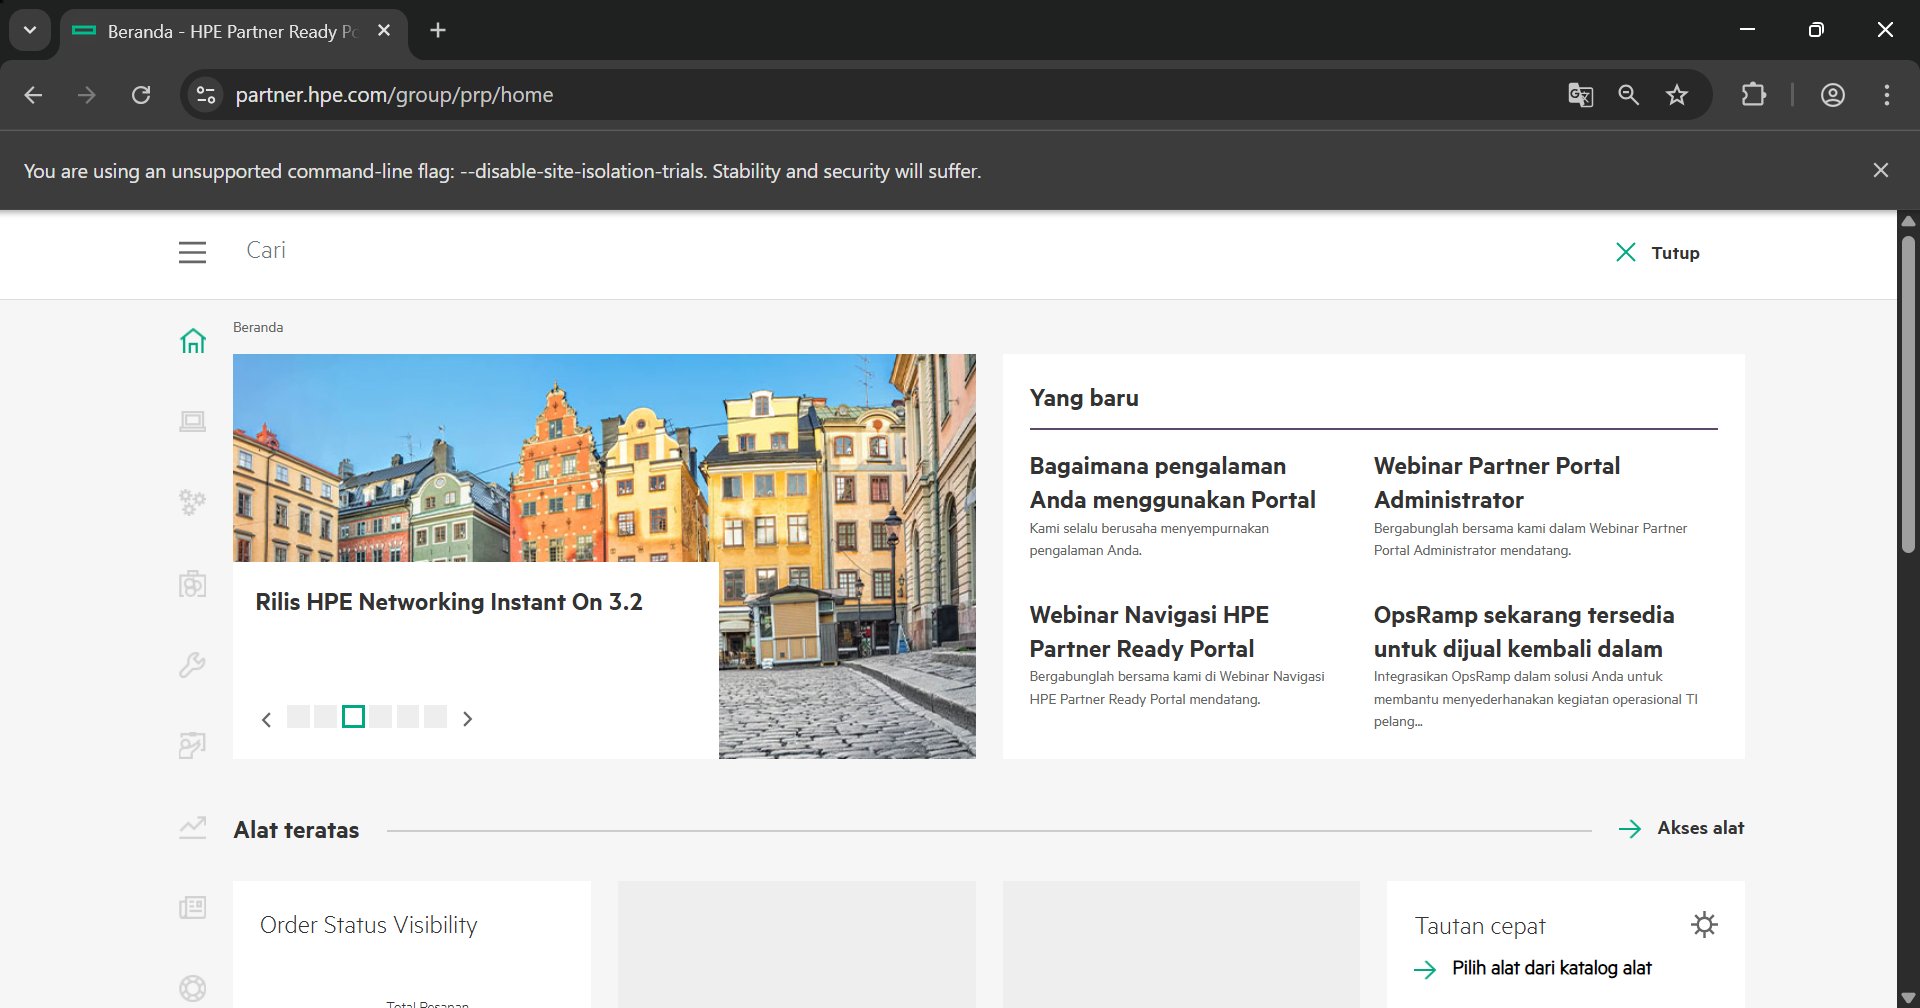 Beranda - HPE Partner Ready Po
partner.hpe.com/group/prp/home
You are using an unsupported command-line flag: --disable-site-isolation-trials. Stability and security will suffer.
Cari
Tutup
Beranda
Rilis HPE Networking Instant On 3.2
Yang baru
Bagaimana pengalaman
Anda menggunakan Portal
Kami selalu berusaha menyempurnakan
pengalaman Anda.
Webinar Partner Portal
Administrator
Bergabunglah bersama kami dalam Webinar Partner
Portal Administrator mendatang.
Webinar Navigasi HPE
Partner Ready Portal
Bergabunglah bersama kami di Webinar Navigasi
HPE Partner Ready Portal mendatang.
OpsRamp sekarang tersedia
untuk dijual kembali dalam
Integrasikan OpsRamp dalam solusi Anda untuk
membantu menyederhanakan kegiatan operasional TI
pelang...
Alat teratas
Akses alat
Order Status Visibility
Total Pesanan
Tautan cepat
Pilih alat dari katalog alat